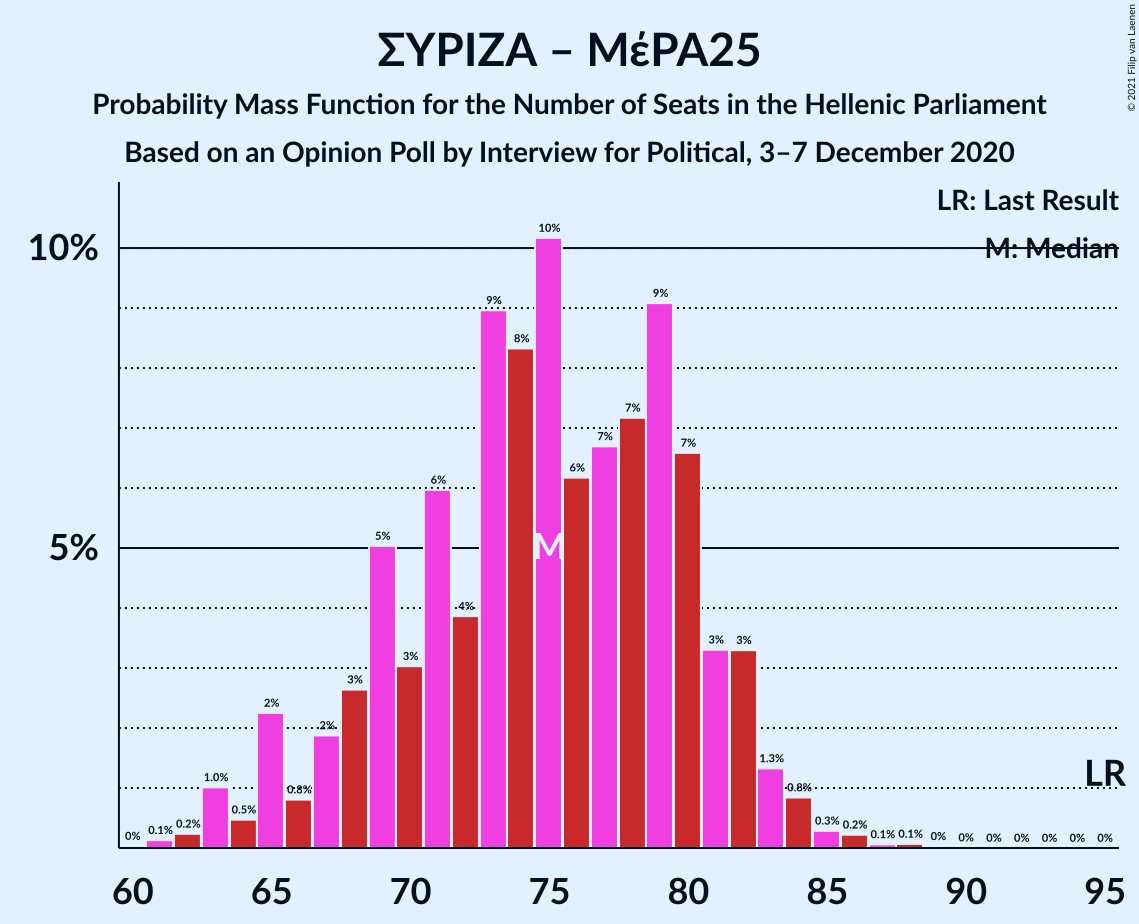 ΣΥΡΙΖΑ – ΜέΡΑ25
Probability Mass Function for the Number of Seats in the Hellenic Parliament
Based on an Opinion Poll by Interview for Political, 3–7 December 2020
© 2021 Filip van Laenen
LR: Last Result
M: Median
10%
5%
0% 0.1% 0.2% 1.0% 0.5% 2% 0.8% 2% 3% 5% 3% 6% 4% 9% 8% 10% 6% 7% 7% 9% 7% 3% 3% 1.3% 0.8% 0.3% 0.2% 0.1% 0.1% 0% 0% 0% 0% 0% 0% 0%
M
LR
60 65 70 75 80 85 90 95